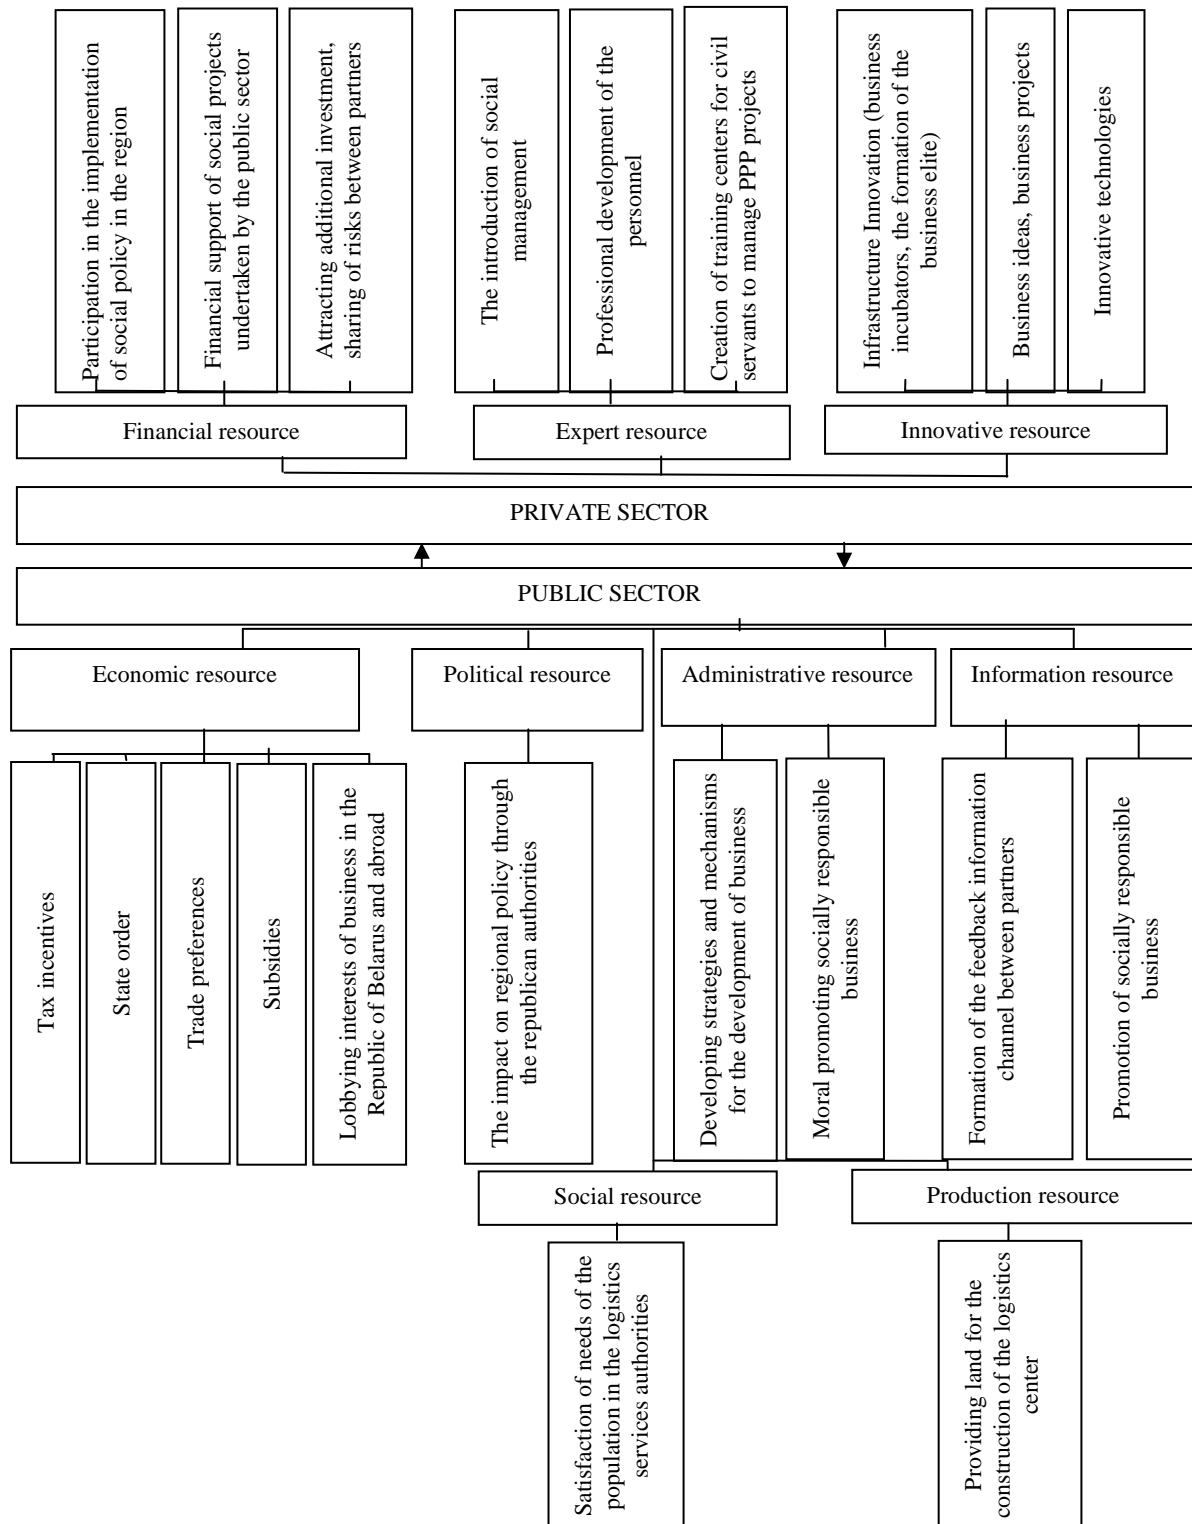 Participation in the implementation
of social policy in the region
Financial support of social projects
undertaken by the public sector
Attracting additional investment,
sharing of risks between partners
The introduction of social
management
Professional development of the
personnel
Creation of training centers for civil
servants to manage PPP projects
Infrastructure Innovation (business
incubators, the formation of the
business elite)
Business ideas, business projects
Innovative technologies
Financial resource
Expert resource
Innovative resource
PRIVATE SECTOR
PUBLIC SECTOR
Economic resource
Political resource
Administrative resource
Information resource
Tax incentives
State order
Trade preferences
Subsidies
Lobbying interests of business in the
Republic of Belarus and abroad
The impact on regional policy through
the republican authorities
Developing strategies and mechanisms
for the development of business
Moral promoting socially responsible
business
Formation of the feedback information
channel between partners
Promotion of socially responsible
business
Social resource
Production resource
Satisfaction of needs of the
population in the logistics
services authorities
Providing land for the
construction of the logistics
center